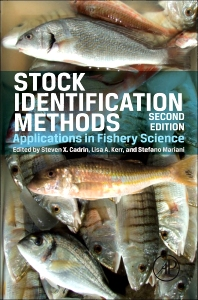 STOCK
IDENTIFICATION
METHODS SECOND EDITION
Applications in Fishery Science
Edited by Steven X. Cadrin, Lisa A. Kerr, and Stefano Mariani